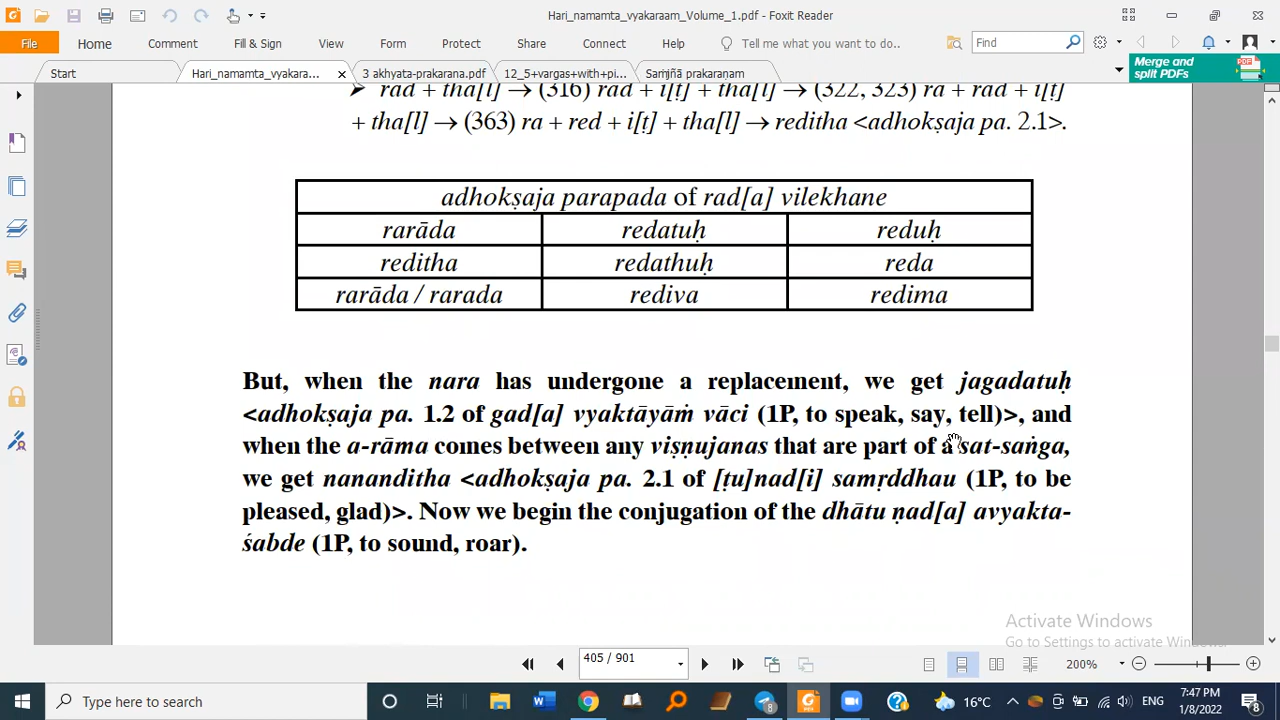 Hari_namamta_vyakaraam_Volume_1.pdf - Foxit Reader
File Home Comment Fill & Sign View Form Protect Share Connect Help Tell me what you want to do.. Find
Start Hari_namamta_vyakara... 3 akhyata-prakarana.pdf 12_5+vargas+with+pi... Saṁjñā prakaraṇam
Merge and
split PDFs
➤ rad + tha[l] → (316) rad + i[ṭ] + tha[l] → (322, 323) ra + rad + i[ṭ]
+ tha[l] → (363) ra + red + i[ṭ] + tha[l] → reditha <adhokṣaja pa. 2.1>.
adhokṣaja parapada of rad[a] vilekhane
rarāda redatuḥ reduḥ
reditha redathuḥ reda
rarāda / rarada rediva redima
But, when the nara has undergone a replacement, we get jagadatuḥ
<adhokṣaja pa. 1.2 of gad[a] vyaktāyāṁ vāci (1P, to speak, say, tell)>, and
when the a-rāma comes between any viṣṇujanas that are part of a sat-saṅga,
we get nananditha <adhokṣaja pa. 2.1 of [ṭu]nad[i] samṛddhau (1P, to be
pleased, glad)>. Now we begin the conjugation of the dhātu ṇad[a] avyakta-
śabde (1P, to sound, roar).
Activate Windows
Go to Settings to activate Windows.
405 / 901 200%
Type here to search 16°C ENG 7:47 PM
1/8/2022